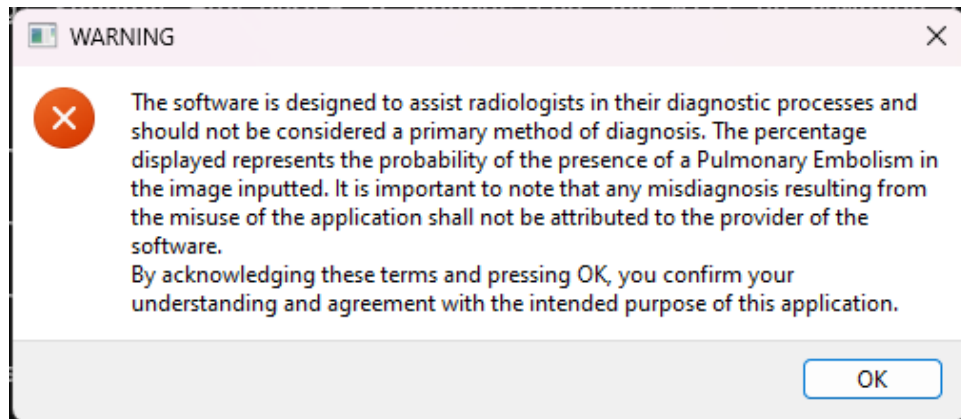 WARNING
The software is designed to assist radiologists in their diagnostic processes and
should not be considered a primary method of diagnosis. The percentage
displayed represents the probability of the presence of a Pulmonary Embolism in
the image inputted. It is important to note that any misdiagnosis resulting from
the misuse of the application shall not be attributed to the provider of the
software.
By acknowledging these terms and pressing OK, you confirm your
understanding and agreement with the intended purpose of this application.
OK